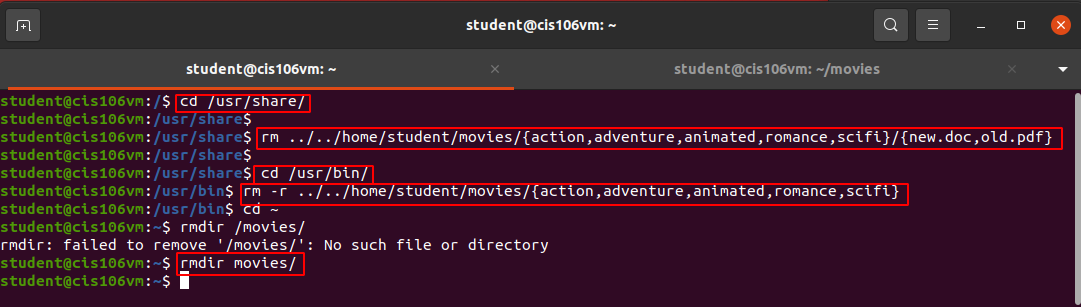 student@cis106vm: ~
student@cis106vm: ~
student@cis106vm: ~/movies
student@cis106vm:/$ cd /usr/share/
student@cis106vm:/usr/share$
student@cis106vm:/usr/share$ rm ../../home/student/movies/{action,adventure,animated,romance,scifi}/{new.doc,old.pdf}
student@cis106vm:/usr/share$
student@cis106vm:/usr/share$ cd /usr/bin/
student@cis106vm:/usr/bin$ rm -r ../../home/student/movies/{action,adventure,animated,romance,scifi}
student@cis106vm:/usr/bin$ cd ~
student@cis106vm:~$ rmdir /movies/
rmdir: failed to remove '/movies/': No such file or directory
student@cis106vm:~$ rmdir movies/
student@cis106vm:~$